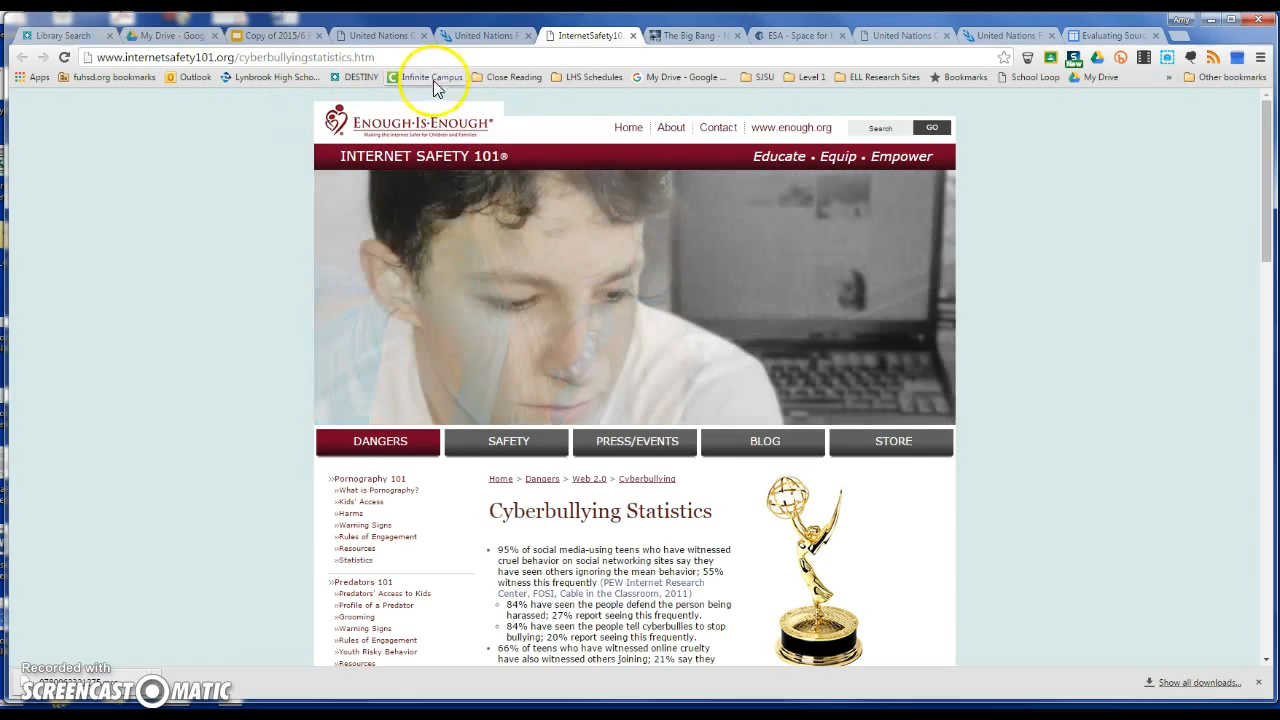 Amy
Library Search
My Drive - Googl
Copy of 2015/6 I
United Nations C
United Nations F
InternetSafety10
The Big Bang - N
ESA - Space for
United Nations C
United Nations F
Evaluating Sourc
www.internetsafety101.org/cyberbullyingstatistics.htm
Apps
fuhsd.org bookmarks
Outlook
Lynbrook High Scho...
DESTINY
Infinite Campus
Close Reading
LHS Schedules
My Drive - Google ...
SJSU
Level 1
ELL Research Sites
Bookmarks
School Loop
My Drive
»
Other bookmarks
New
ENOUGH·IS·ENOUGH®
Making the Internet Safer for Children and Families
Home
About
Contact
www.enough.org
Search
GO
INTERNET SAFETY 101®
Educate • Equip • Empower
DANGERS
SAFETY
PRESS/EVENTS
BLOG
STORE
»Pornography 101
»What is Pornography?
»Kids' Access
»Harms
»Warning Signs
»Rules of Engagement
»Resources
»Statistics
»Predators 101
»Predators' Access to Kids
»Profile of a Predator
»Grooming
»Warning Signs
»Rules of Engagement
»Youth Risky Behavior
»Resources
Home > Dangers > Web 2.0 > Cyberbullying
Cyberbullying Statistics
• 95% of social media-using teens who have witnessed
cruel behavior on social networking sites say they
have seen others ignoring the mean behavior; 55%
witness this frequently (PEW Internet Research
Center, FOSI, Cable in the Classroom, 2011)
84% have seen the people defend the person being
harassed; 27% report seeing this frequently.
84% have seen the people tell cyberbullies to stop
bullying; 20% report seeing this frequently.
• 66% of teens who have witnessed online cruelty
have also witnessed others joining; 21% say they
Show all downloads...
Recorded with
SCREENCAST O MATIC